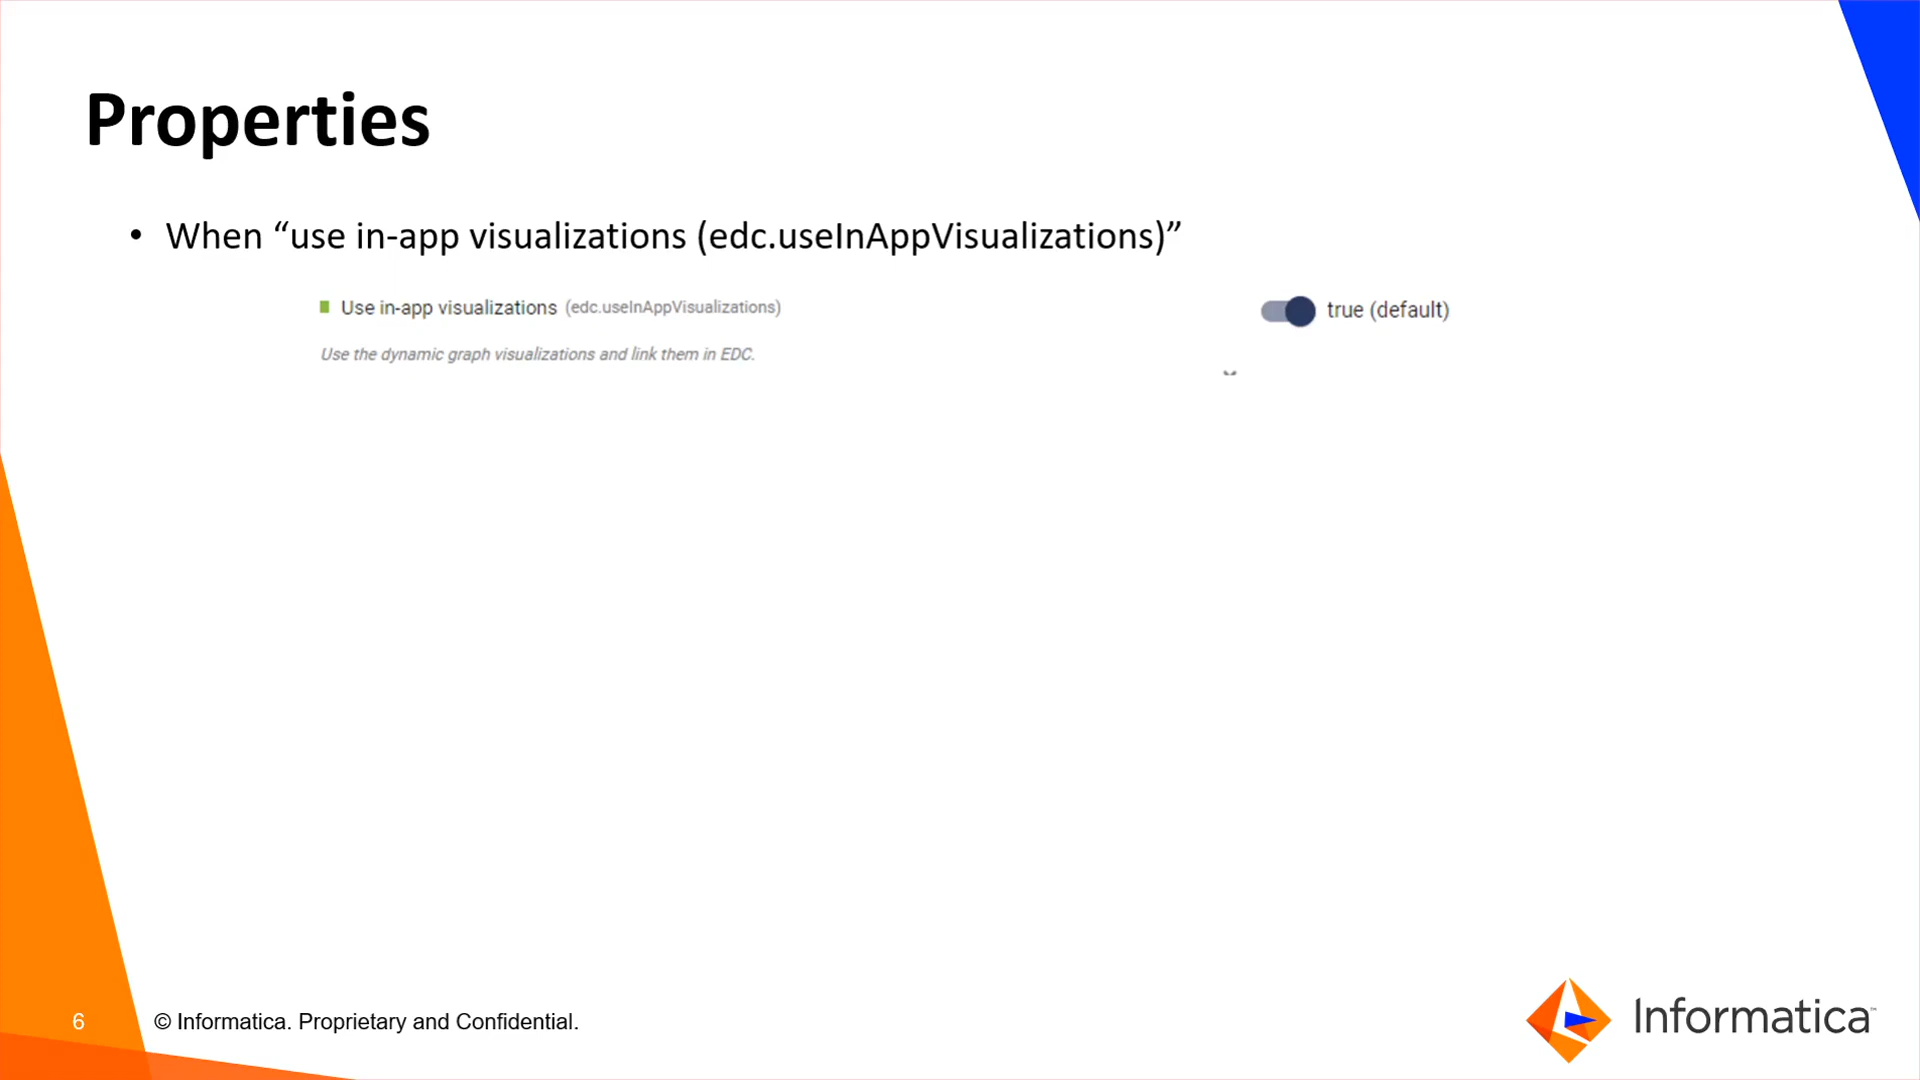 Properties
• When “use in-app visualizations (edc.useInAppVisualizations)”
Use in-app visualizations (edc.useInAppVisualizations)
true (default)
Use the dynamic graph visualizations and link them in EDC.
6
© Informatica. Proprietary and Confidential.
Informatica™